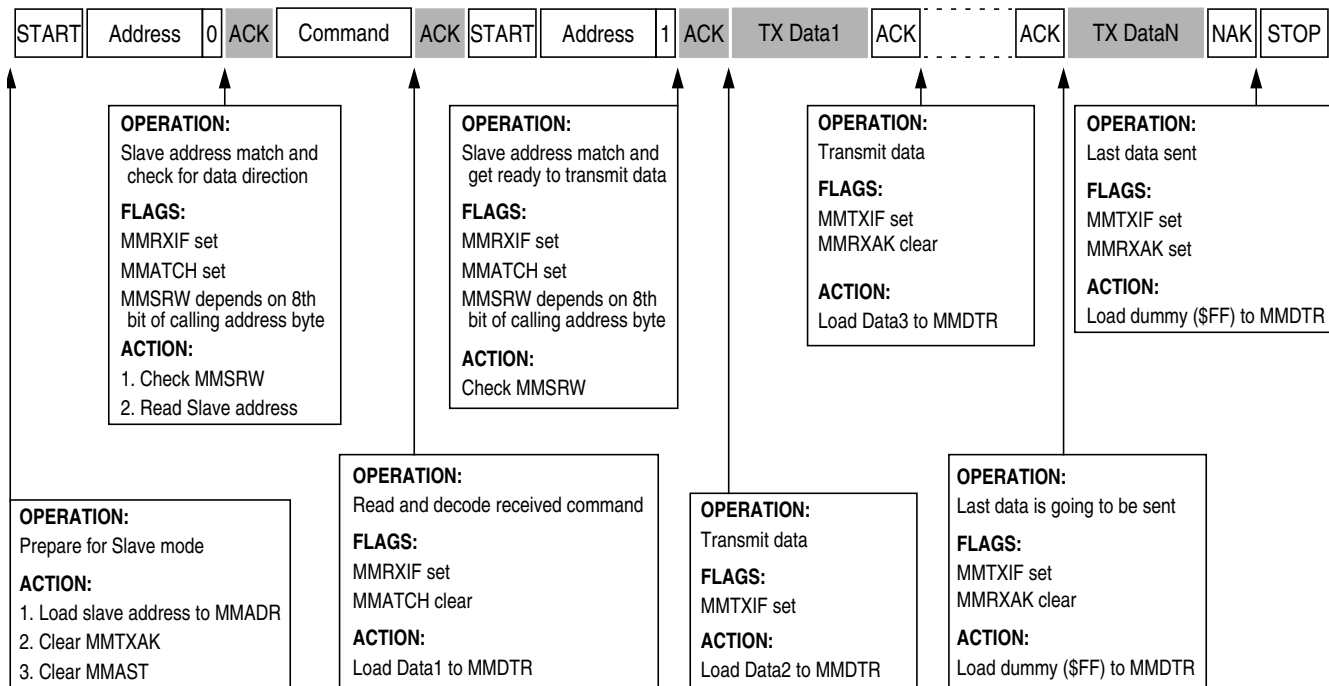 START Address 0 ACK Command ACK START Address 1 ACK TX Data1 ACK ACK TX DataN NAK STOP
OPERATION:
Slave address match and
check for data direction
FLAGS:
MMRXIF set
MMATCH set
MMSRW depends on 8th
bit of calling address byte
ACTION:
1. Check MMSRW
2. Read Slave address
OPERATION:
Slave address match and
get ready to transmit data
FLAGS:
MMRXIF set
MMATCH set
MMSRW depends on 8th
bit of calling address byte
ACTION:
Check MMSRW
OPERATION:
Transmit data
FLAGS:
MMTXIF set
MMRXAK clear
ACTION:
Load Data3 to MMDTR
OPERATION:
Last data sent
FLAGS:
MMTXIF set
MMRXAK set
ACTION:
Load dummy ($FF) to MMDTR
OPERATION:
Prepare for Slave mode
ACTION:
1. Load slave address to MMADR
2. Clear MMTXAK
3. Clear MMAST
OPERATION:
Read and decode received command
FLAGS:
MMRXIF set
MMATCH clear
ACTION:
Load Data1 to MMDTR
OPERATION:
Transmit data
FLAGS:
MMTXIF set
ACTION:
Load Data2 to MMDTR
OPERATION:
Last data is going to be sent
FLAGS:
MMTXIF set
MMRXAK clear
ACTION:
Load dummy ($FF) to MMDTR